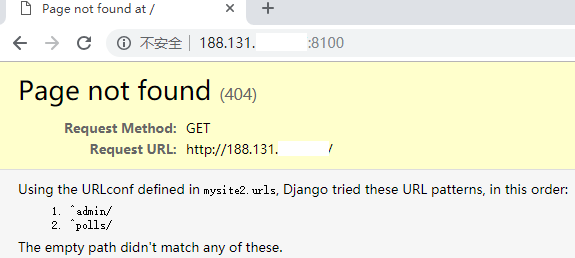 Page not found at /
不安全 188.131. :8100
Page not found (404)
Request Method: GET
Request URL: http://188.131. /
Using the URLconf defined in mysite2.urls, Django tried these URL patterns, in this order:
1. ^admin/
2. ^polls/
The empty path didn't match any of these.